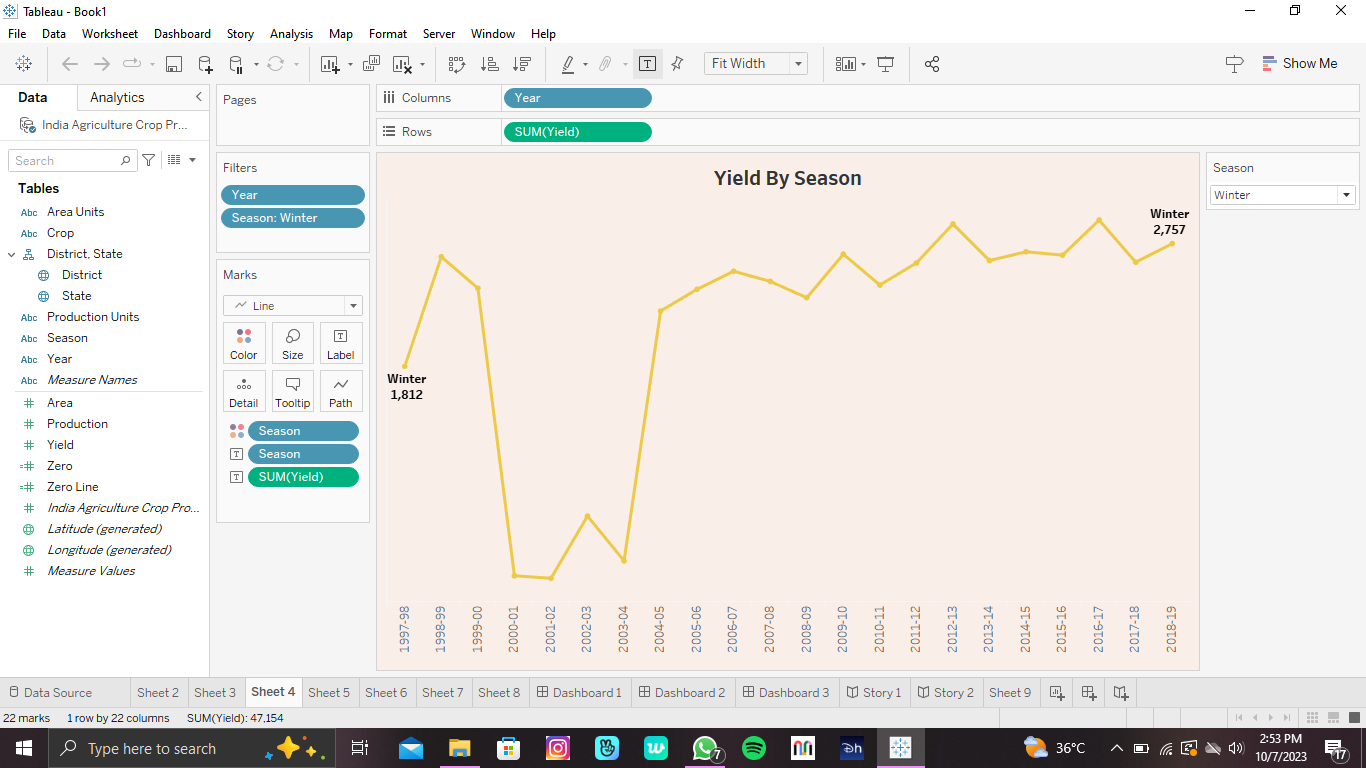 Tableau - Book1
File Data Worksheet Dashboard Story Analysis Map Format Server Window Help
Fit Width
Show Me
Data Analytics
India Agriculture Crop Pr...
Search
Tables
Abc Area Units
Abc Crop
District, State
District
State
Abc Production Units
Abc Season
Abc Year
Abc Measure Names
Area
Production
Yield
Zero
Zero Line
India Agriculture Crop Pro...
Latitude (generated)
Longitude (generated)
Measure Values
Pages
Filters
Year
Season: Winter
Marks
Line
Color Size Label
Detail Tooltip Path
Season
Season
SUM(Yield)
Columns Year
Rows SUM(Yield)
Yield By Season
Winter
1,812
Winter
2,757
1997-98
1998-99
1999-00
2000-01
2001-02
2002-03
2003-04
2004-05
2005-06
2006-07
2007-08
2008-09
2009-10
2010-11
2011-12
2012-13
2013-14
2014-15
2015-16
2016-17
2017-18
2018-19
Season
Winter
Data Source Sheet 2 Sheet 3 Sheet 4 Sheet 5 Sheet 6 Sheet 7 Sheet 8 Dashboard 1 Dashboard 2 Dashboard 3 Story 1 Story 2 Sheet 9
22 marks 1 row by 22 columns SUM(Yield): 47,154
Type here to search
7
36°C
2:53 PM
10/7/2023
17